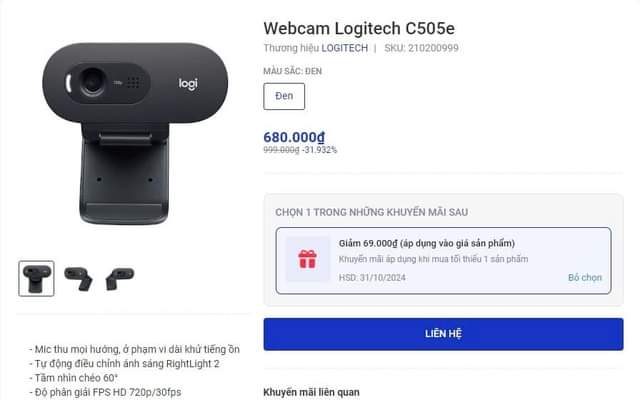 Webcam Logitech C505e
Thương hiệu LOGITECH | SKU: 210200999
MÀU SẮC: ĐEN
Đen
680.000₫
999.000₫ -31.932%
CHỌN 1 TRONG NHỮNG KHUYẾN MÃI SAU
Giảm 69.000₫ (áp dụng vào giá sản phẩm)
Khuyến mãi áp dụng khi mua tối thiểu 1 sản phẩm
HSD: 31/10/2024
Bỏ chọn
LIÊN HỆ
Khuyến mãi liên quan
logi
720p
- Mic thu mọi hướng, ở phạm vi dài khử tiếng ồn
- Tự động điều chỉnh ánh sáng RightLight 2
- Tầm nhìn chéo 60°
- Độ phân giải FPS HD 720p/30fps